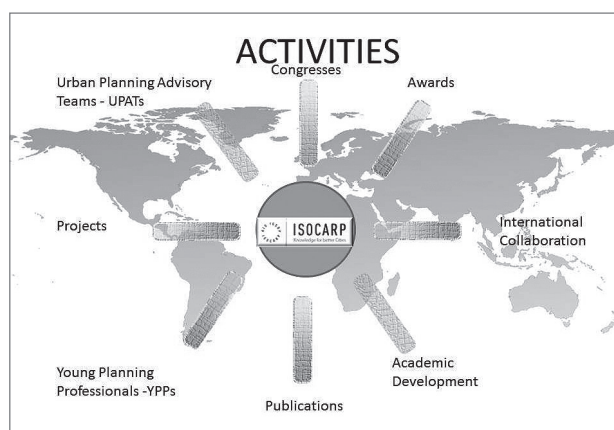 ACTIVITIES
Congresses
Urban Planning Advisory
Teams - UPATs
Awards
Projects
ISOCARP
Knowledge for better Cities
International
Collaboration
Young Planning
Professionals -YPPs
Publications
Academic
Development